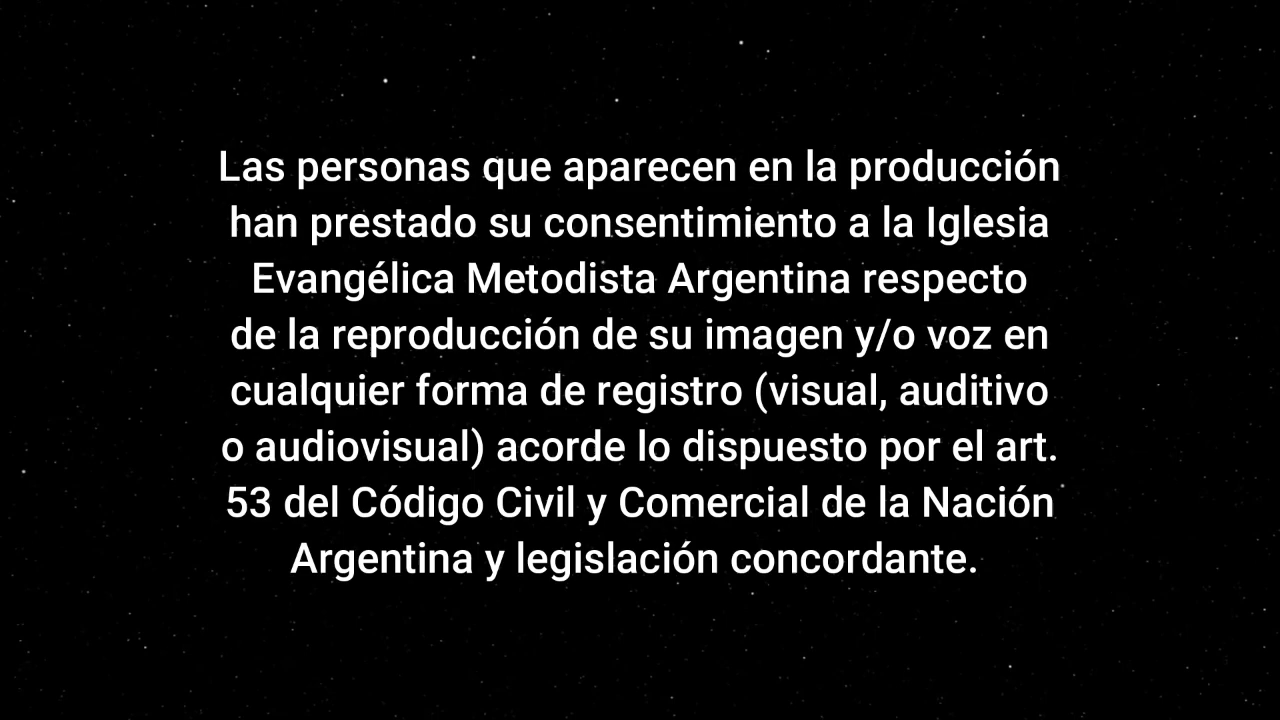 Las personas que aparecen en la producción
han prestado su consentimiento a la Iglesia
Evangélica Metodista Argentina respecto
de la reproducción de su imagen y/o voz en
cualquier forma de registro (visual, auditivo
o audiovisual) acorde lo dispuesto por el art.
53 del Código Civil y Comercial de la Nación
Argentina y legislación concordante.